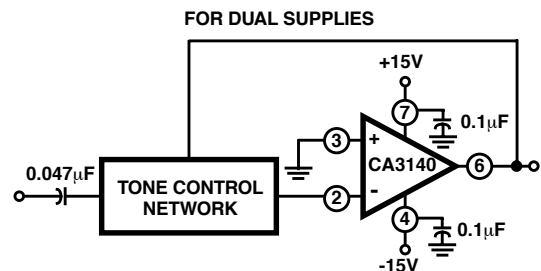 FOR DUAL SUPPLIES
+15V
7
0.1μF
3
+
CA3140
6
0.047μF
TONE CONTROL
NETWORK
2
-
4
0.1μF
-15V